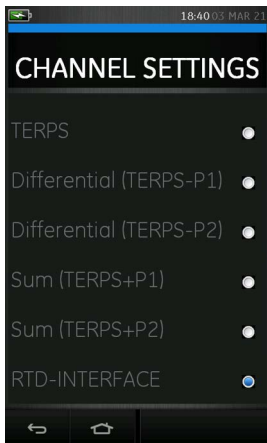 18:40 03 MAR 21
CHANNEL SETTINGS
TERPS
Differential (TERPS-P1)
Differential (TERPS-P2)
Sum (TERPS+P1)
Sum (TERPS+P2)
RTD-INTERFACE